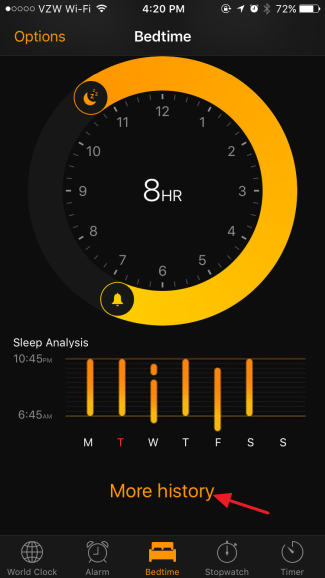 VZW Wi-Fi 4:20 PM 72%
Options Bedtime
12
11
10
2
9
3
8
4
7
5
6
8HR
Sleep Analysis
10:45PM
6:45AM
M T W T F S S
More history
World Clock Alarm Bedtime Stopwatch Timer